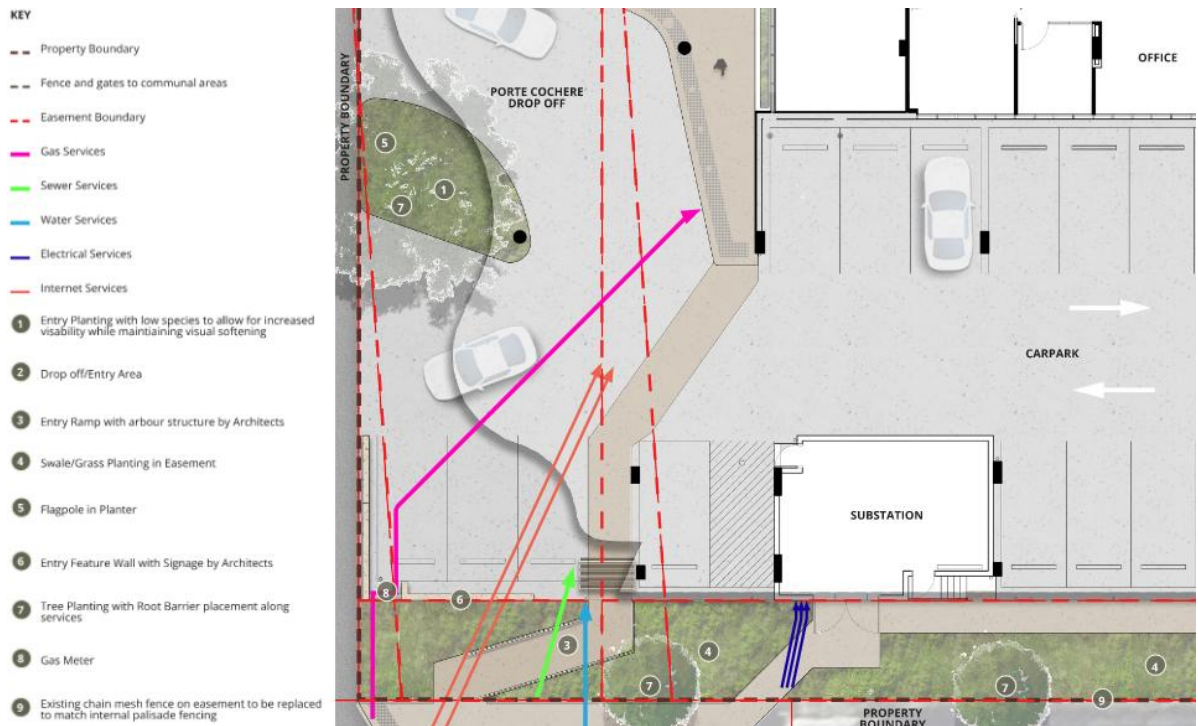 KEY
Property Boundary
Fence and gates to communal areas
Easement Boundary
Gas Services
Sewer Services
Water Services
Electrical Services
Internet Services
1 Entry Planting with low species to allow for increased
visability while maintiaining visual softening
2 Drop off/Entry Area
3 Entry Ramp with arbour structure by Architects
4 Swale/Grass Planting in Easement
5 Flagpole in Planter
6 Entry Feature Wall with Signage by Architects
7 Tree Planting with Root Barrier placement along
services
8 Gas Meter
9 Existing chain mesh fence on easement to be replaced
to match internal palisade fencing
PROPERTY BOUNDARY
PORTE COCHERE
DROP OFF
OFFICE
5
1
7
CARPARK
SUBSTATION
8
6
3
4
4
7
7
9
PROPERTY
BOUNDARY